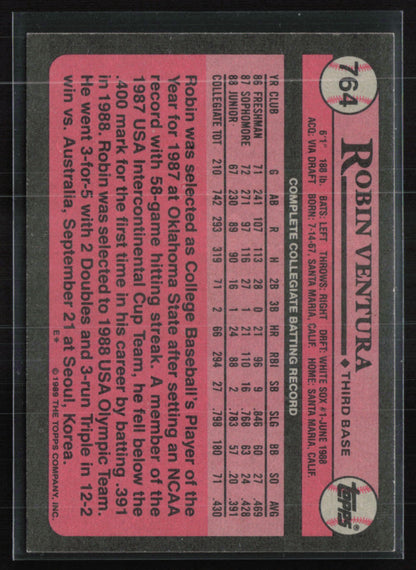 764
ROBIN VENTURA ♦ THIRD BASE
topps
6'1" 188 lb. BATS: LEFT THROWS: RIGHT DRFT: WHITE SOX #1-JUNE 1988
ACQ: VIA DRAFT BORN: 7-14-67, SANTA MARIA, CALIF. HOME: SANTA MARIA, CALIF.
COMPLETE COLLEGIATE BATTING RECORD
YR CLUB G AB R H 2B 3B HR RBI SB SLG BB SO AVG
86 FRESHMAN 71 241 107 113 28 0 21 96 9 .846 60 27 .469
87 SOPHOMORE 72 271 97 116 27 3 21 110 16 .768 63 24 .428
88 JUNIOR 67 230 89 90 16 1 24 88 2 .783 57 20 .391
COLLEGIATE TOT 210 742 293 319 71 2 66 294 27 .798 180 71 .430
Robin was selected as College Baseball's Player of the
Year for 1987 at Oklahoma State after setting an NCAA
record with 58-game hitting streak. A member of the
1987 USA Intercontinental Cup Team, he fell below the
.400 mark for the first time in his career by batting .391
in 1988. Robin was selected to 1988 USA Olympic Team.
He went 3-for-5 with 2 Doubles and 3-run Triple in 12-2
win vs. Australia, September 21 at Seoul, Korea.
E* © 1989 THE TOPPS COMPANY, INC.